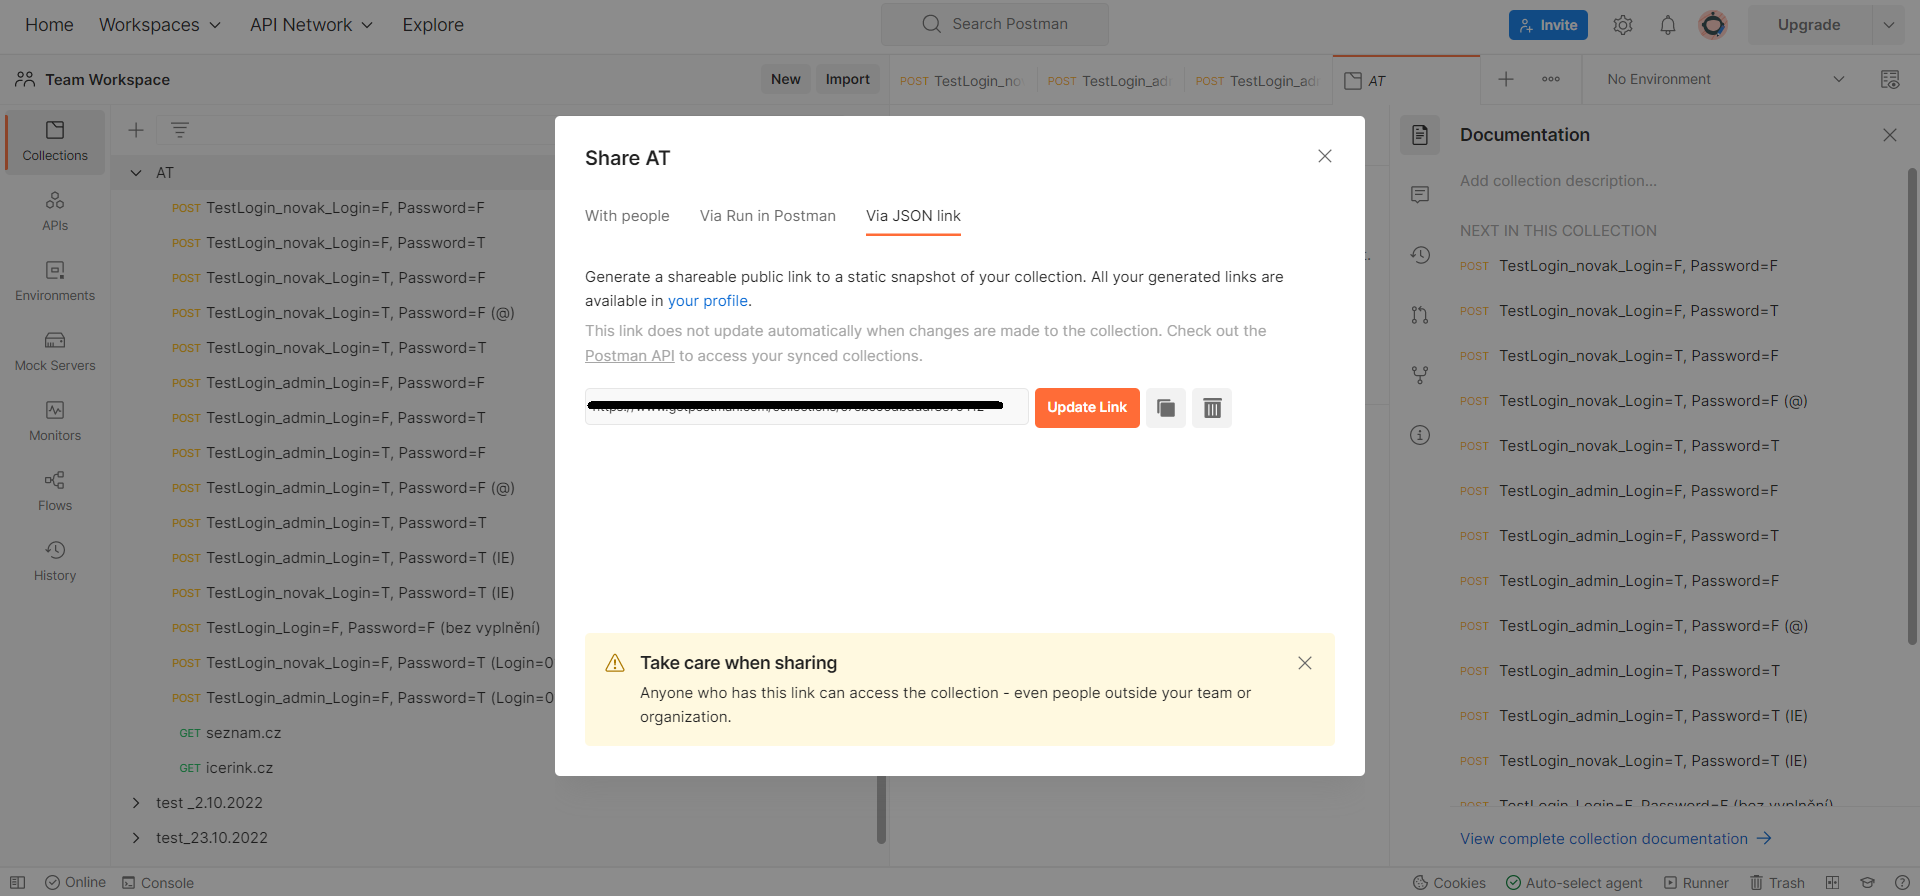 Home Workspaces API Network Explore Search Postman Invite Upgrade
Team Workspace New Import POST TestLogin_no POST TestLogin_ad POST TestLogin_ad AT No Environment
Collections
APIs
Environments
Mock Servers
Monitors
Flows
History
AT
POST TestLogin_novak_Login=F, Password=F
POST TestLogin_novak_Login=F, Password=T
POST TestLogin_novak_Login=T, Password=F
POST TestLogin_novak_Login=T, Password=F (@)
POST TestLogin_novak_Login=T, Password=T
POST TestLogin_admin_Login=F, Password=F
POST TestLogin_admin_Login=F, Password=T
POST TestLogin_admin_Login=T, Password=F
POST TestLogin_admin_Login=T, Password=F (@)
POST TestLogin_admin_Login=T, Password=T
POST TestLogin_admin_Login=T, Password=T (IE)
POST TestLogin_novak_Login=T, Password=T (IE)
POST TestLogin_Login=F, Password=F (bez vyplnění)
POST TestLogin_novak_Login=F, Password=T (Login=0
POST TestLogin_admin_Login=F, Password=T (Login=0
GET seznam.cz
GET icerink.cz
test _2.10.2022
test_23.10.2022
Share AT
With people Via Run in Postman Via JSON link
Generate a shareable public link to a static snapshot of your collection. All your generated links are
available in your profile.
This link does not update automatically when changes are made to the collection. Check out the
Postman API to access your synced collections.
Update Link
Take care when sharing
Anyone who has this link can access the collection - even people outside your team or
organization.
Documentation
Add collection description...
NEXT IN THIS COLLECTION
POST TestLogin_novak_Login=F, Password=F
POST TestLogin_novak_Login=F, Password=T
POST TestLogin_novak_Login=T, Password=F
POST TestLogin_novak_Login=T, Password=F (@)
POST TestLogin_novak_Login=T, Password=T
POST TestLogin_admin_Login=F, Password=F
POST TestLogin_admin_Login=F, Password=T
POST TestLogin_admin_Login=T, Password=F
POST TestLogin_admin_Login=T, Password=F (@)
POST TestLogin_admin_Login=T, Password=T
POST TestLogin_admin_Login=T, Password=T (IE)
POST TestLogin_novak_Login=T, Password=T (IE)
POST TestLogin_Login=F, Password=F (bez vyplnění)
View complete collection documentation
Online Console Cookies Auto-select agent Runner Trash